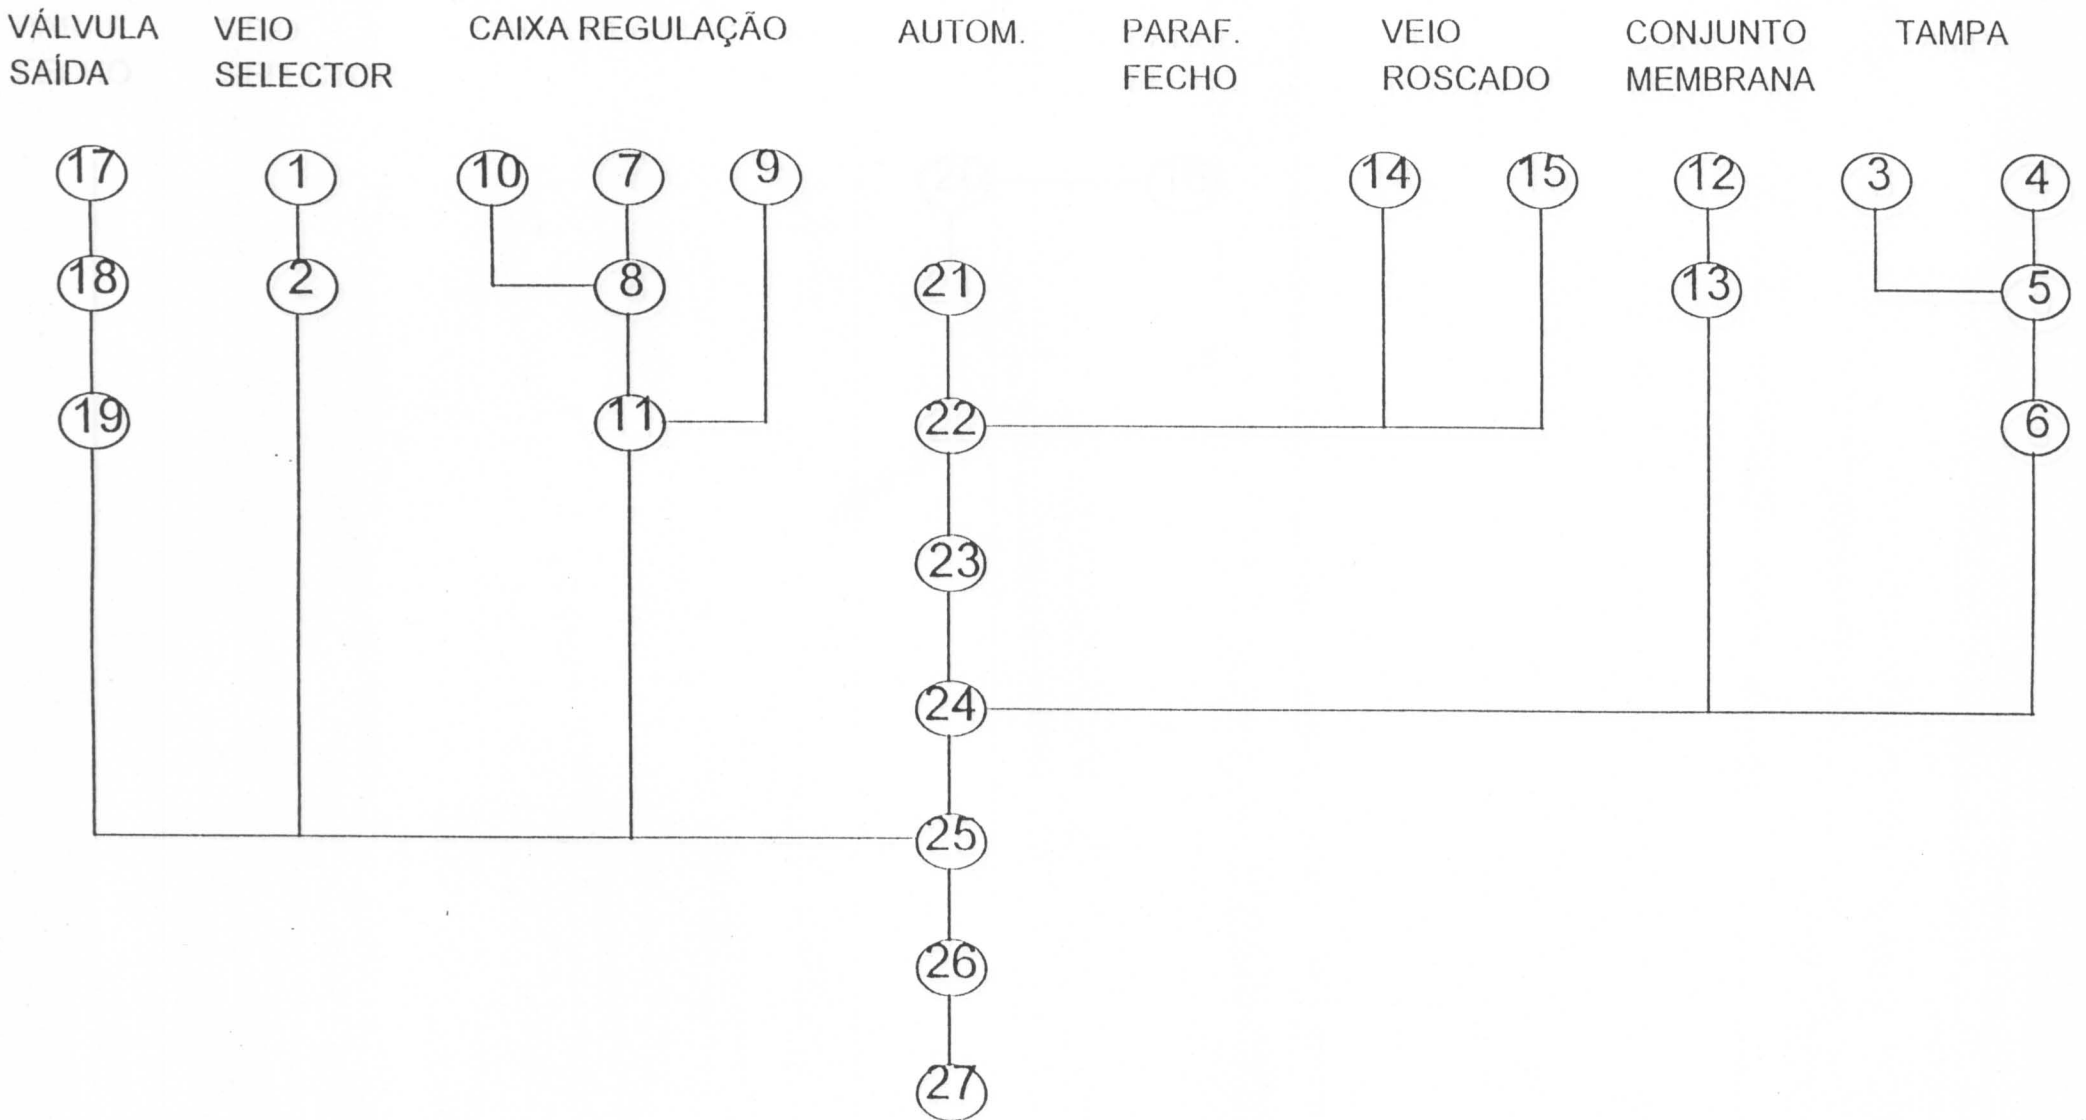 VÁLVULA SAÍDA
VEIO SELECTOR
CAIXA REGULAÇÃO
AUTOM.
PARAF. FECHO
VEIO ROSCADO
CONJUNTO MEMBRANA
TAMPA
17 1 10 7 9 14 15 12 3 4
18 2 8 21 13 5
19 11 22 6
23
24
25
26
27